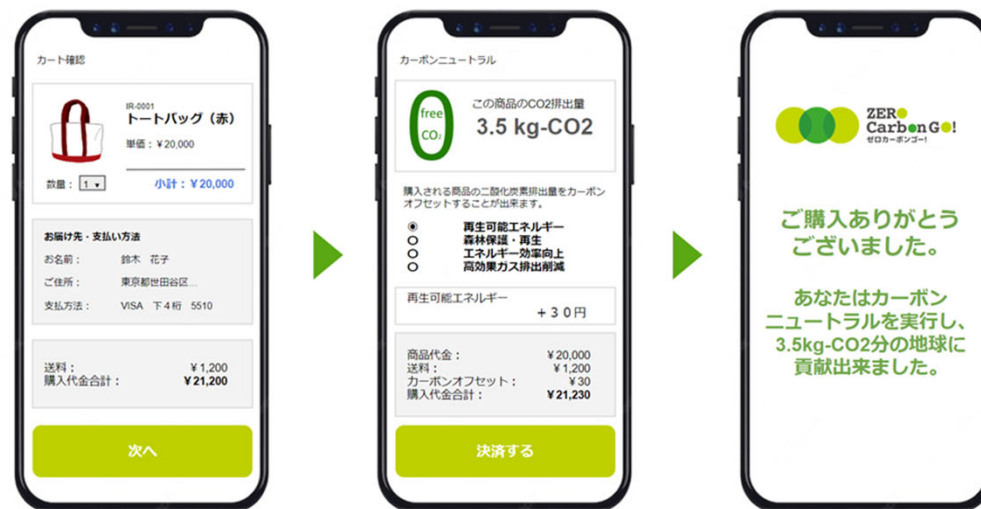 カート確認
IR-0001
トートバッグ（赤）
単価：￥20,000
数量： 1
小計：￥20,000
お届け先・支払い方法
お名前： 鈴木 花子
ご住所： 東京都世田谷区...
支払方法： VISA 下４桁 5510
送料： ￥1,200
購入代金合計： ￥21,200
次へ
カーボンニュートラル
free
CO₂
この商品のCO2排出量
3.5 kg-CO2
購入される商品の二酸化炭素排出量をカーボン
オフセットすることが出来ます。
再生可能エネルギー
森林保護・再生
エネルギー効率向上
高効果ガス排出削減
再生可能エネルギー
＋３０円
商品代金： ￥20,000
送料： ￥1,200
カーボンオフセット： ￥30
購入代金合計： ￥21,230
決済する
ZERO
Carbon GO!
ゼロカーボンゴー!
ご購入ありがとう
ございました。
あなたはカーボン
ニュートラルを実行し、
3.5kg-CO2分の地球に
貢献出来ました。